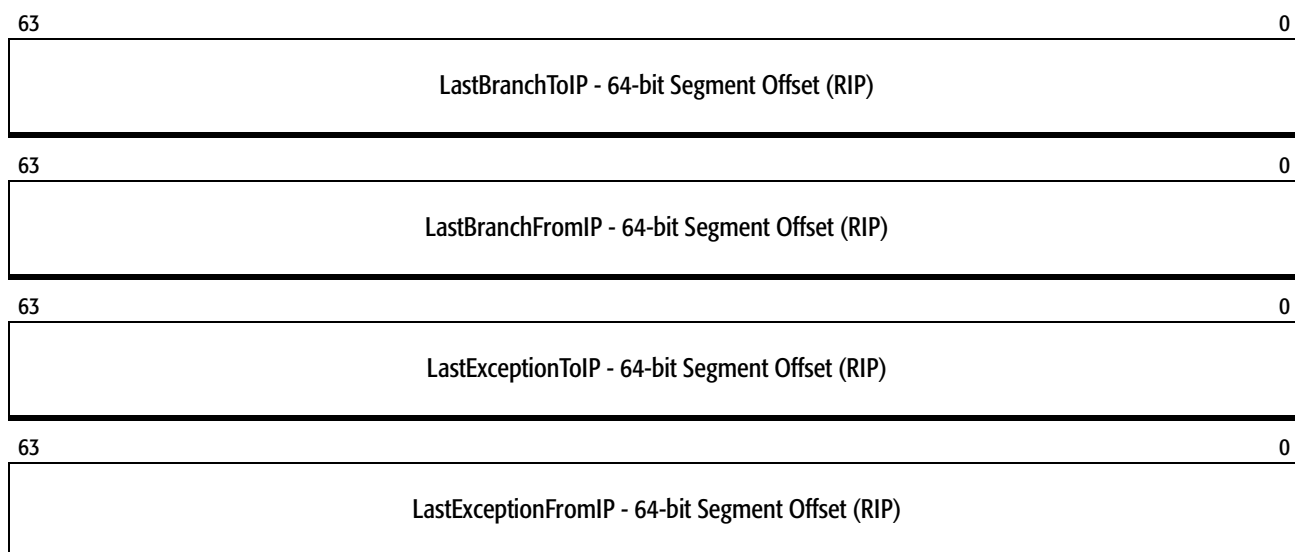 63 0
LastBranchToIP - 64-bit Segment Offset (RIP)
63 0
LastBranchFromIP - 64-bit Segment Offset (RIP)
63 0
LastExceptionToIP - 64-bit Segment Offset (RIP)
63 0
LastExceptionFromIP - 64-bit Segment Offset (RIP)